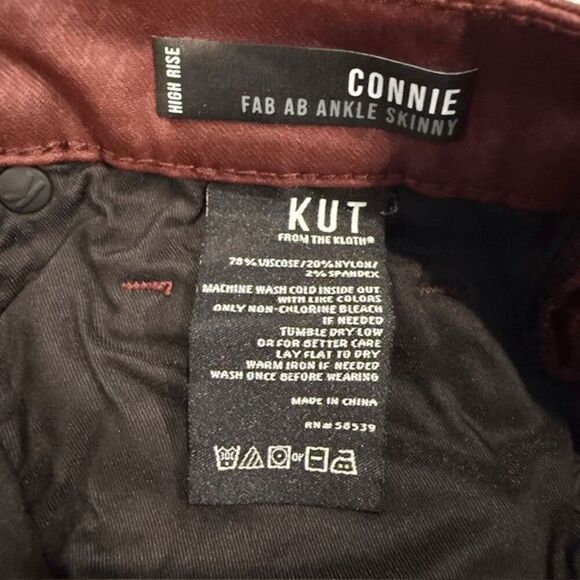 HIGH RISE
CONNIE
FAB AB ANKLE SKINNY
KUT
FROM THE KLOTH®
78% VISCOSE/20% NYLON/
2% SPANDEX
MACHINE WASH COLD INSIDE OUT
WITH LIKE COLORS
ONLY NON-CHLORINE BLEACH
IF NEEDED
TUMBLE DRY LOW
OR FOR BETTER CARE
LAY FLAT TO DRY
WARM IRON IF NEEDED
WASH ONCE BEFORE WEARING
MADE IN CHINA
RN# 58539
or